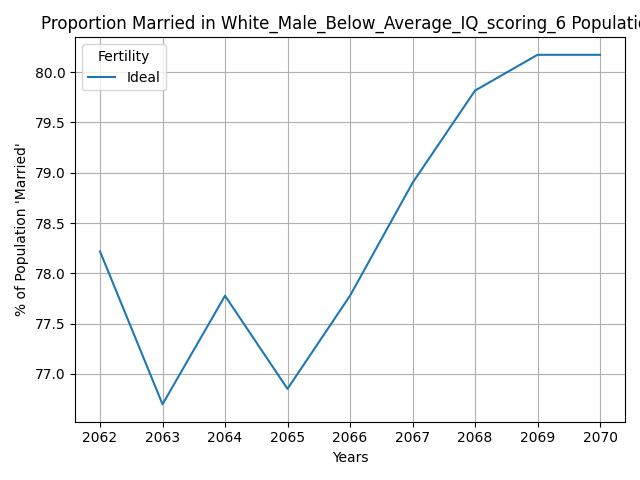 Proportion Married in White_Male_Below_Average_IQ_scoring_6 Populatio
Fertility
Ideal
80.0
79.5
79.0
78.5
78.0
77.5
77.0
% of Population 'Married'
2062 2063 2064 2065 2066 2067 2068 2069 2070
Years